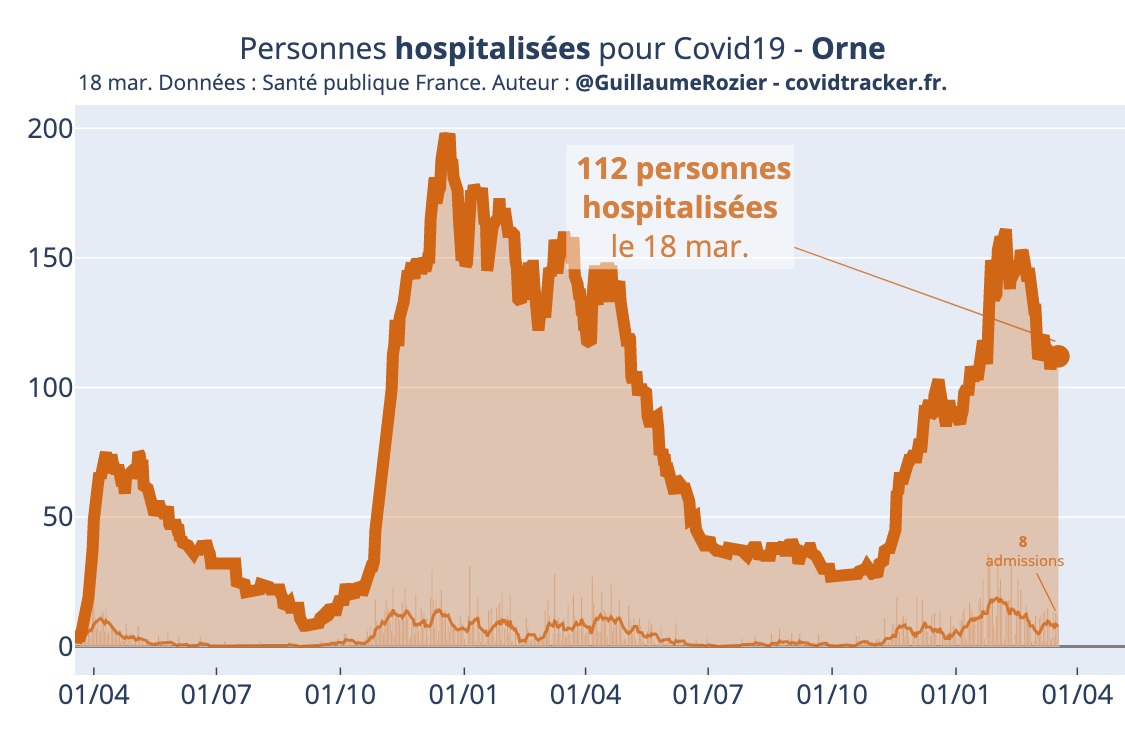 Personnes hospitalisées pour Covid19 - Orne
18 mar. Données : Santé publique France. Auteur : @GuillaumeRozier - covidtracker.fr.
200
112 personnes
hospitalisées
le 18 mar.
150
100
50
8
admissions
0
01/04 01/07 01/10 01/01 01/04 01/07 01/10 01/01 01/04